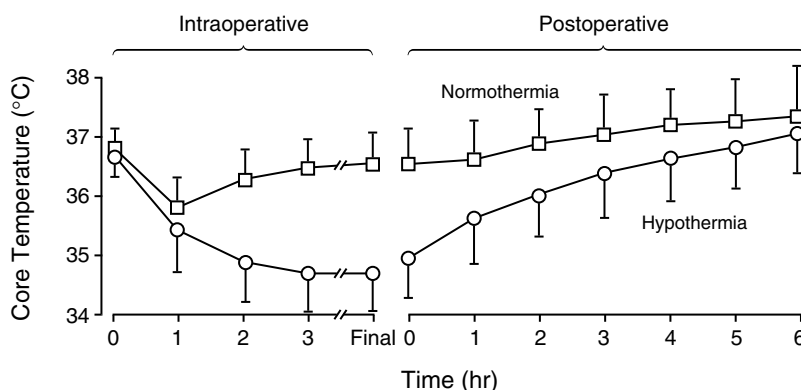 Intraoperative Postoperative
Core Temperature (°C)
38
37
36
35
34
Normothermia
Hypothermia
0 1 2 3 Final 0 1 2 3 4 5 6
Time (hr)